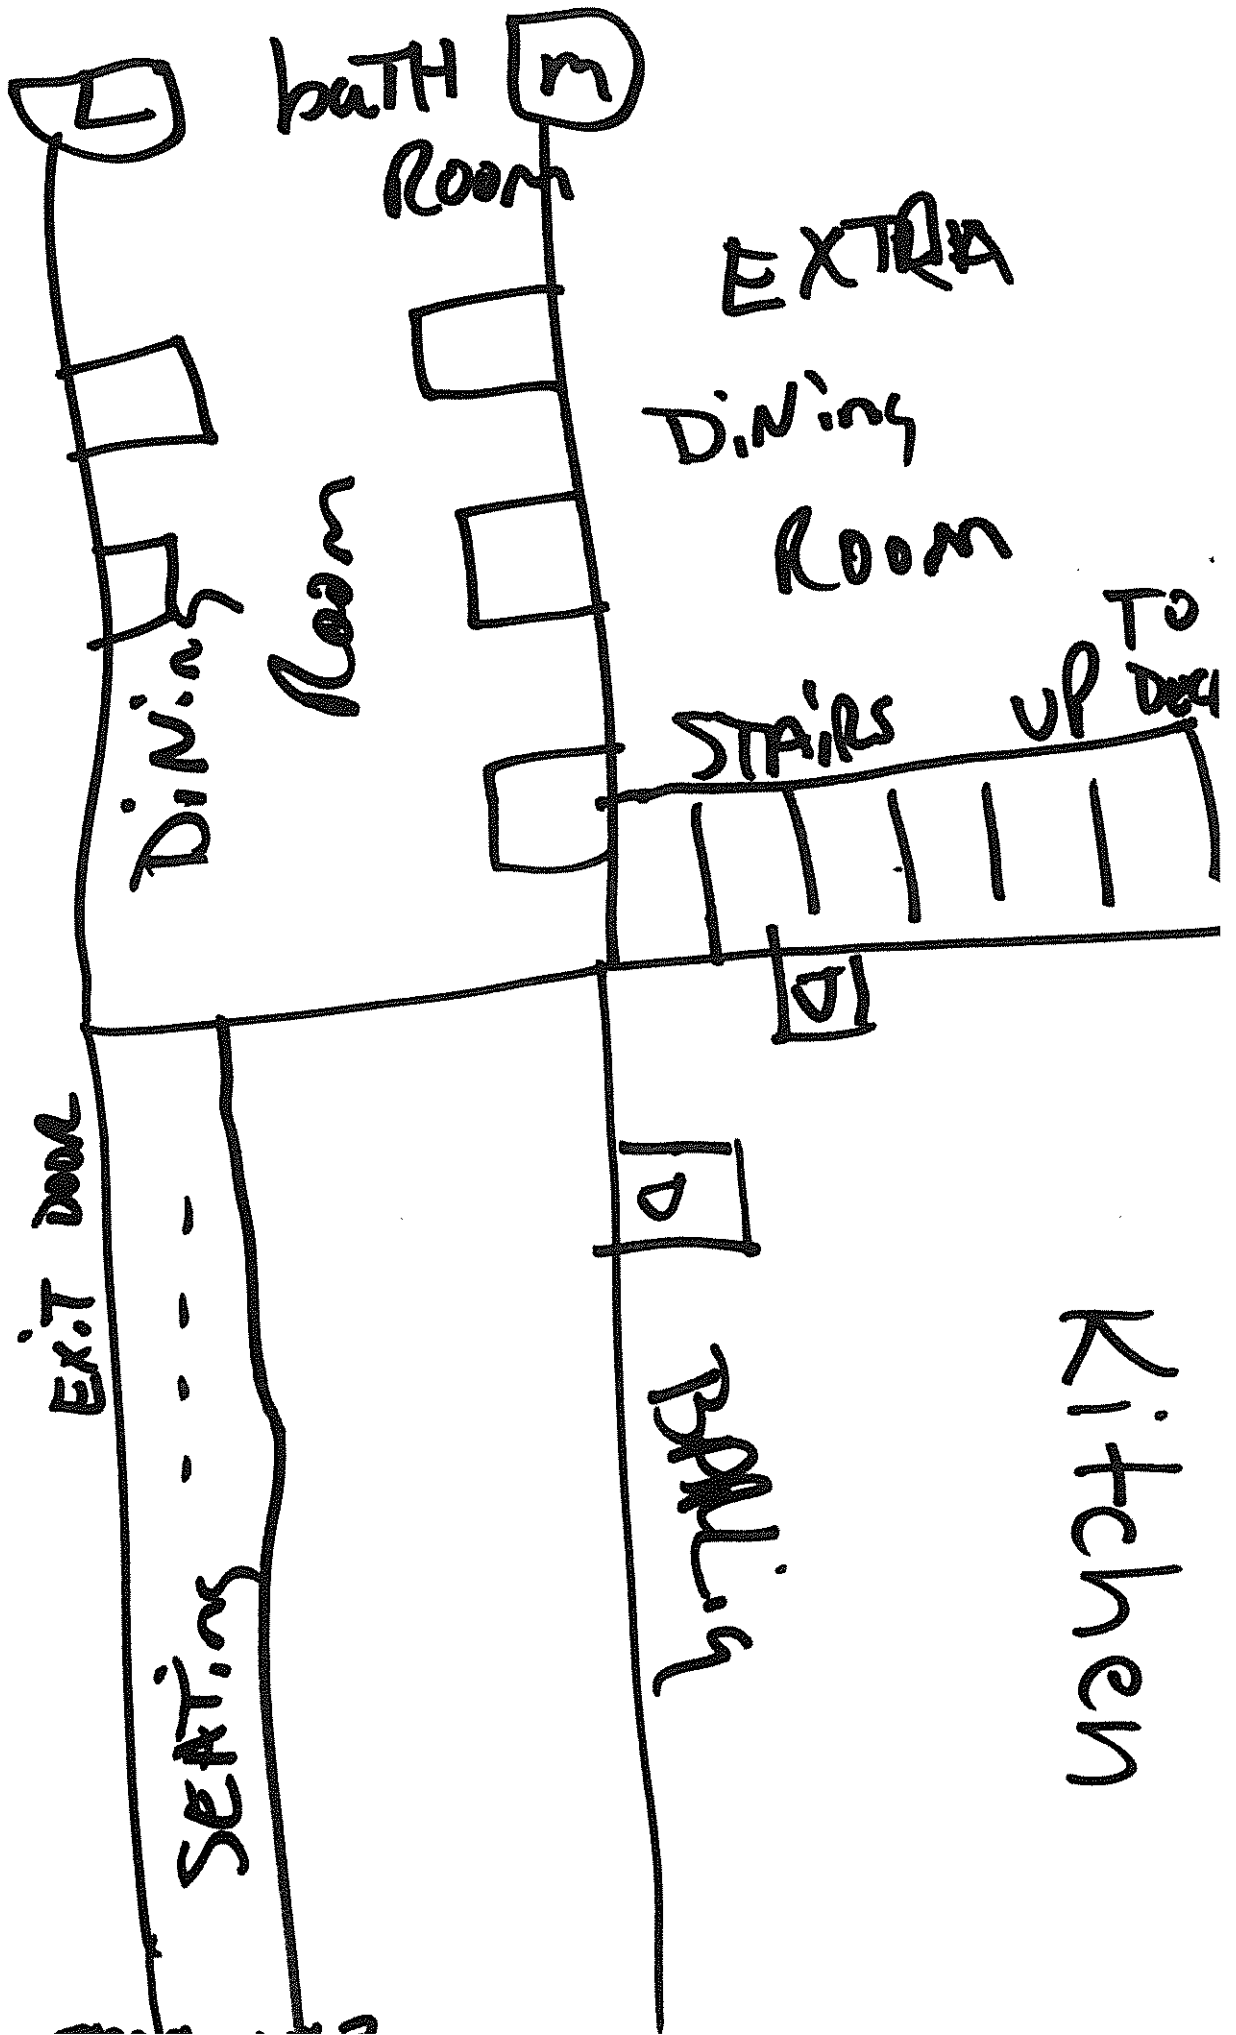 L
bATH
ROOM
m
EXTRA
DiNing
ROOM
DiNing
Room
STAiRS
UP
TO
D
D
EXiT DOOR
SEATiNg
Kitchen